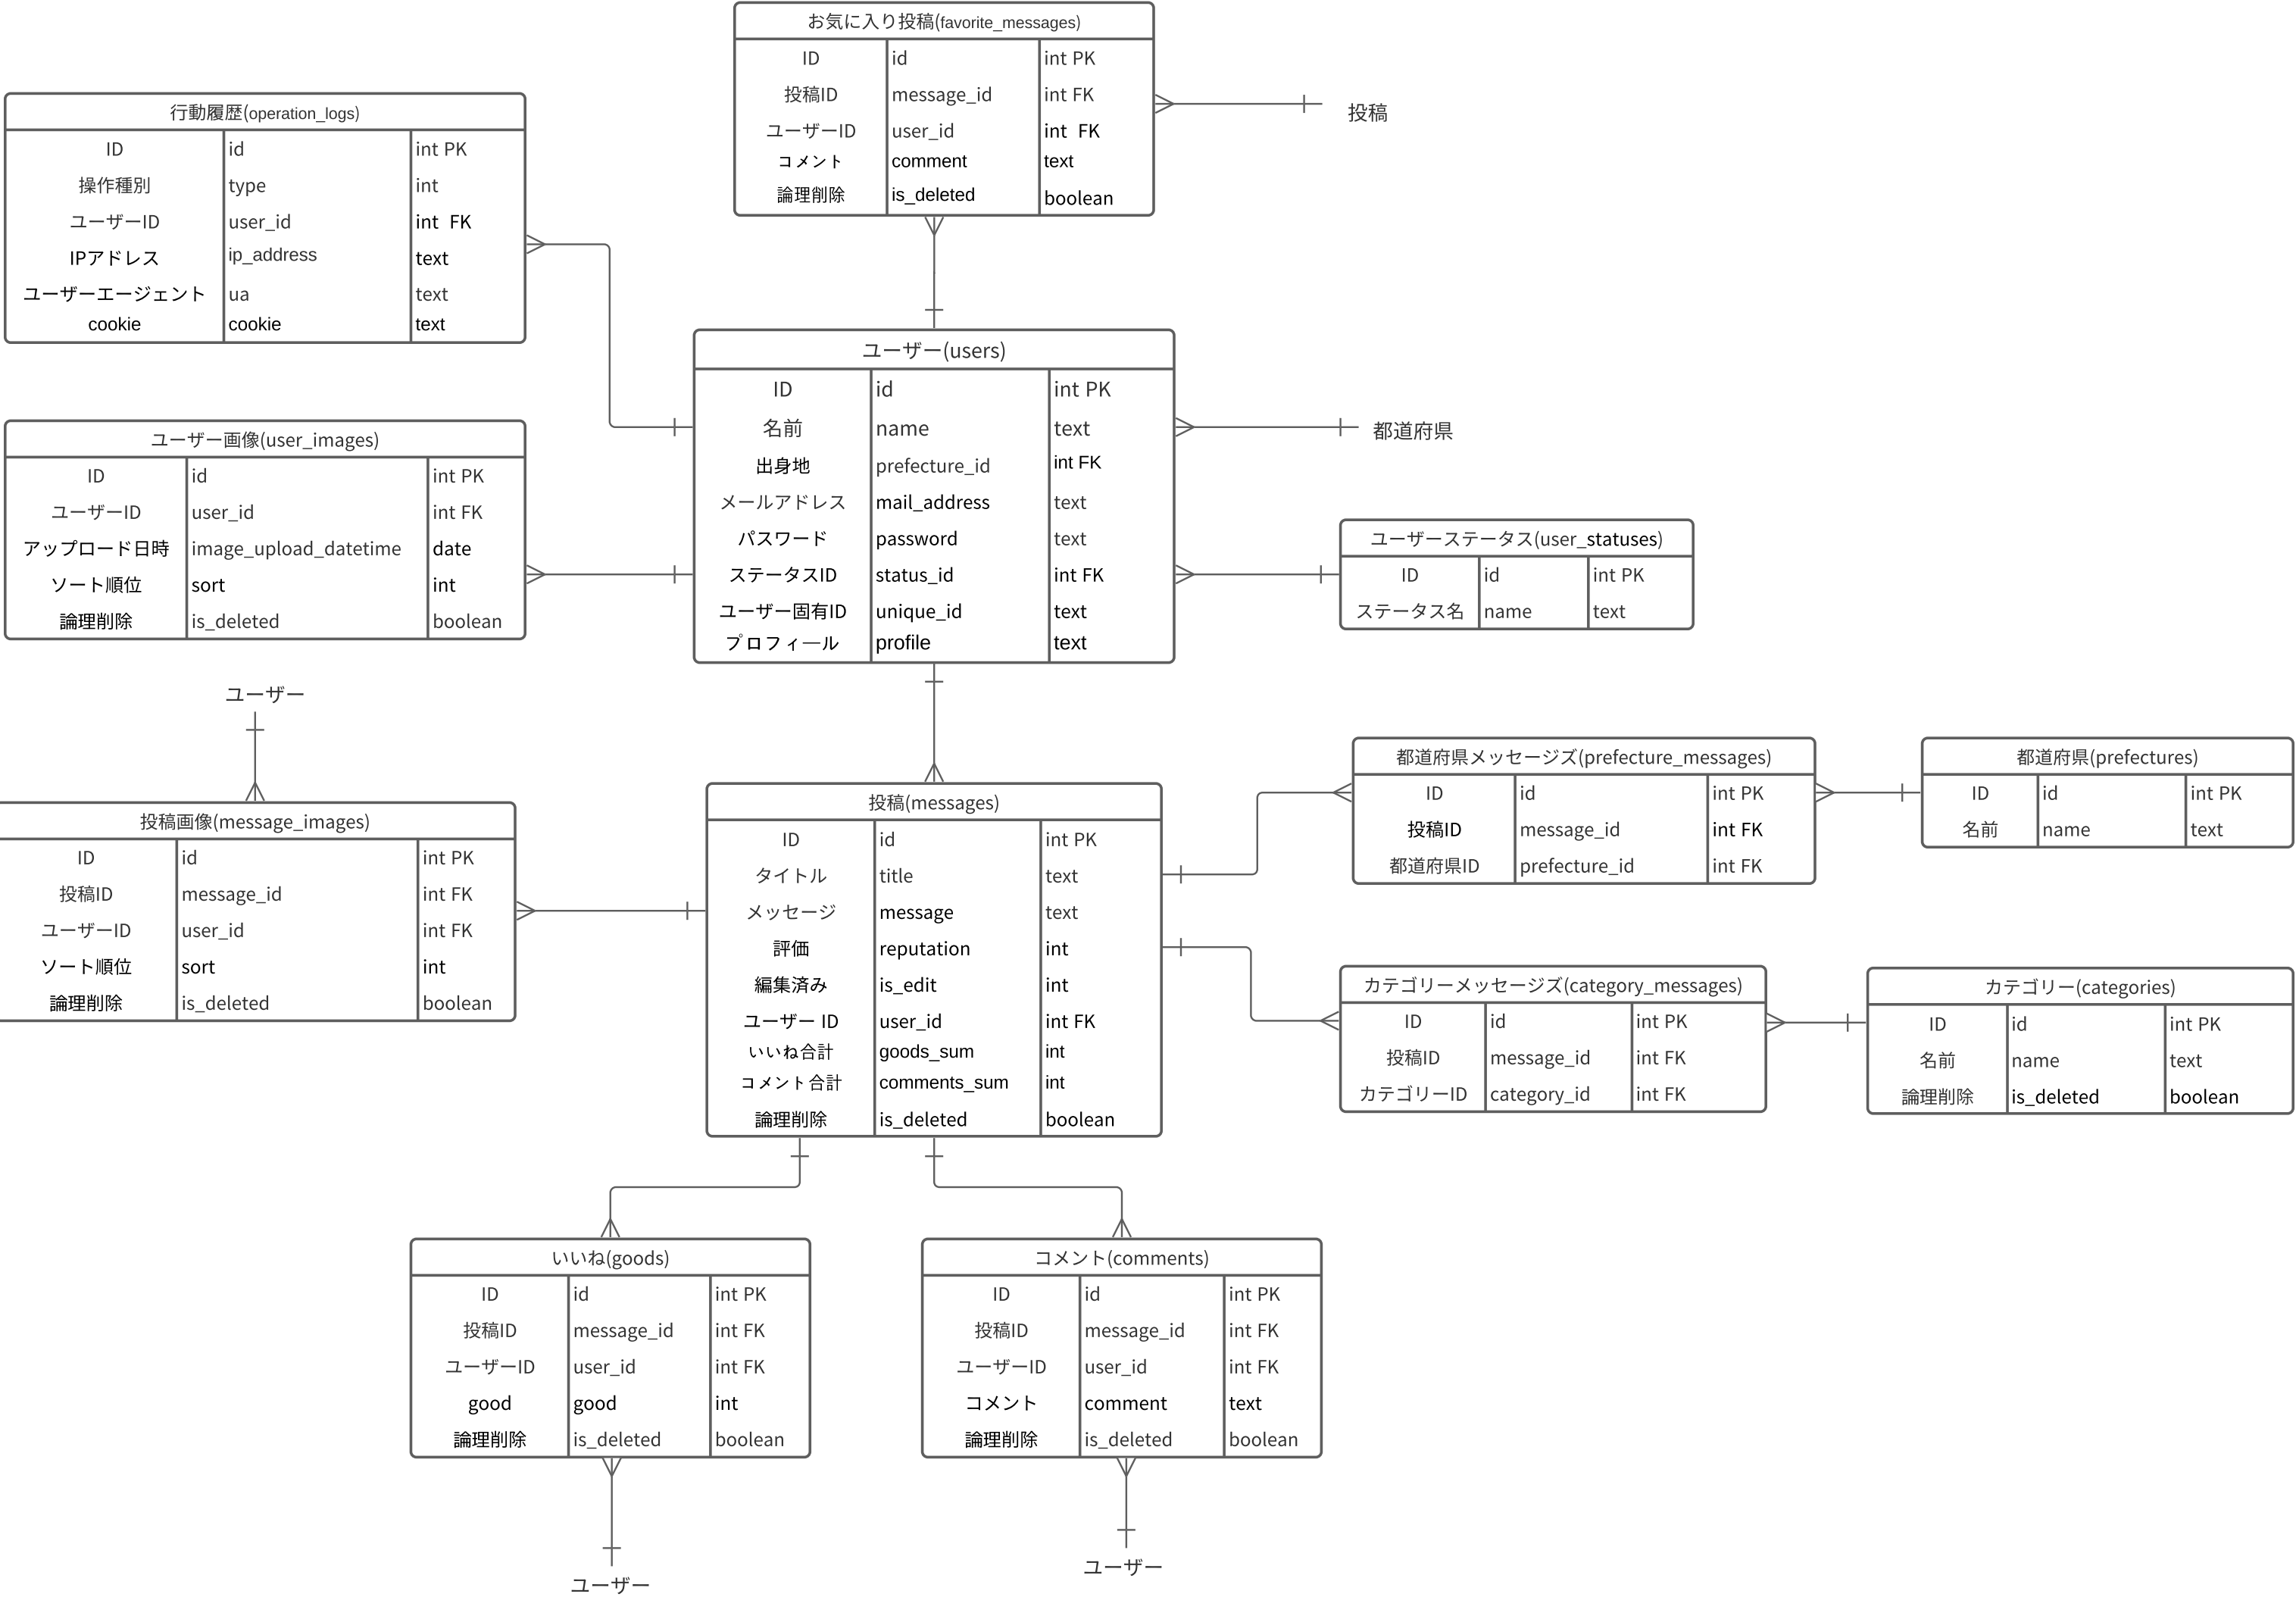 お気に入り投稿(favorite_messages)
ID id int PK
投稿ID message_id int FK
ユーザーID user_id int FK
コメント comment text
論理削除 is_deleted boolean
投稿
行動履歴(operation_logs)
ID id int PK
操作種別 type int
ユーザーID user_id int FK
IPアドレス ip_address text
ユーザーエージェント ua text
cookie cookie text
ユーザー(users)
ID id int PK
名前 name text
出身地 prefecture_id int FK
メールアドレス mail_address text
パスワード password text
ステータスID status_id int FK
ユーザー固有ID unique_id text
プロフィール profile text
都道府県
ユーザー画像(user_images)
ID id int PK
ユーザーID user_id int FK
アップロード日時 image_upload_datetime date
ソート順位 sort int
論理削除 is_deleted boolean
ユーザーステータス(user_statuses)
ID id int PK
ステータス名 name text
ユーザー
投稿画像(message_images)
ID id int PK
投稿ID message_id int FK
ユーザーID user_id int FK
ソート順位 sort int
論理削除 is_deleted boolean
投稿(messages)
ID id int PK
タイトル title text
メッセージ message text
評価 reputation int
編集済み is_edit int
ユーザー ID user_id int FK
いいね合計 goods_sum int
コメント合計 comments_sum int
論理削除 is_deleted boolean
都道府県メッセージズ(prefecture_messages)
ID id int PK
投稿ID message_id int FK
都道府県ID prefecture_id int FK
都道府県(prefectures)
ID id int PK
名前 name text
カテゴリーメッセージズ(category_messages)
ID id int PK
投稿ID message_id int FK
カテゴリーID category_id int FK
カテゴリー(categories)
ID id int PK
名前 name text
論理削除 is_deleted boolean
いいね(goods)
ID id int PK
投稿ID message_id int FK
ユーザーID user_id int FK
good good int
論理削除 is_deleted boolean
ユーザー
コメント(comments)
ID id int PK
投稿ID message_id int FK
ユーザーID user_id int FK
コメント comment text
論理削除 is_deleted boolean
ユーザー